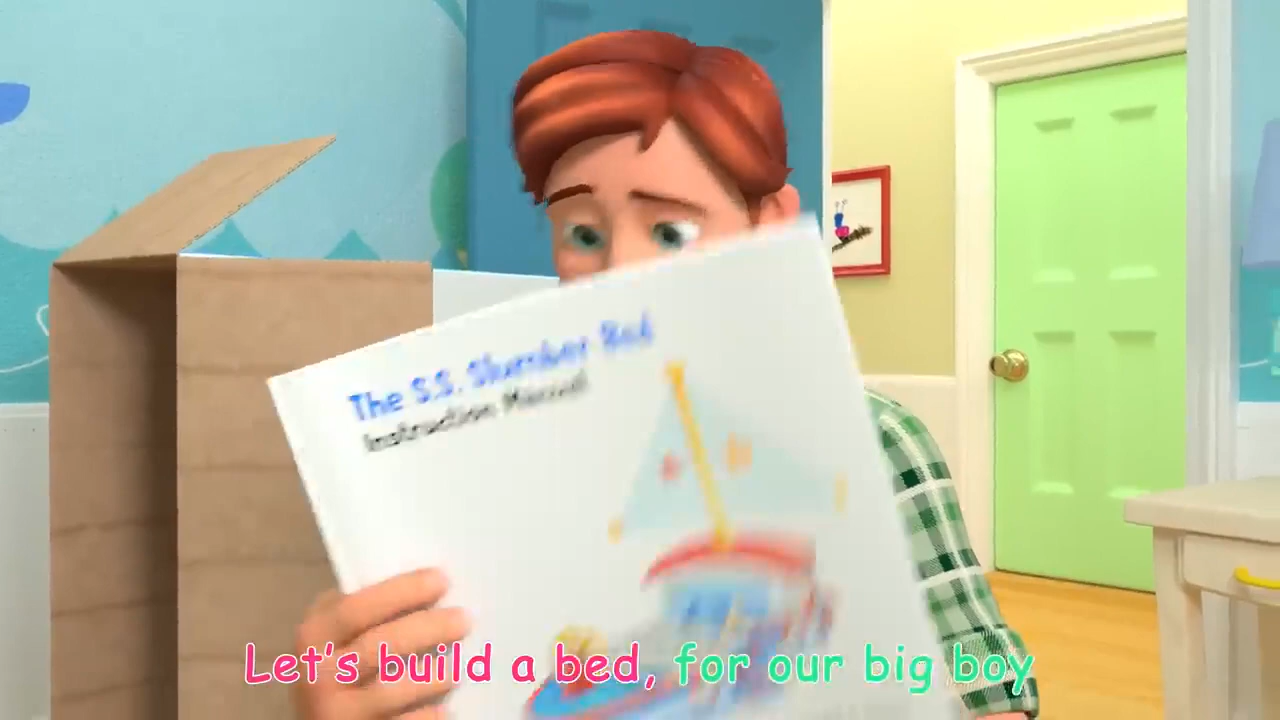 The S.S. Slumber Bed
Instruction Manual
Let's build a bed, for our big boy